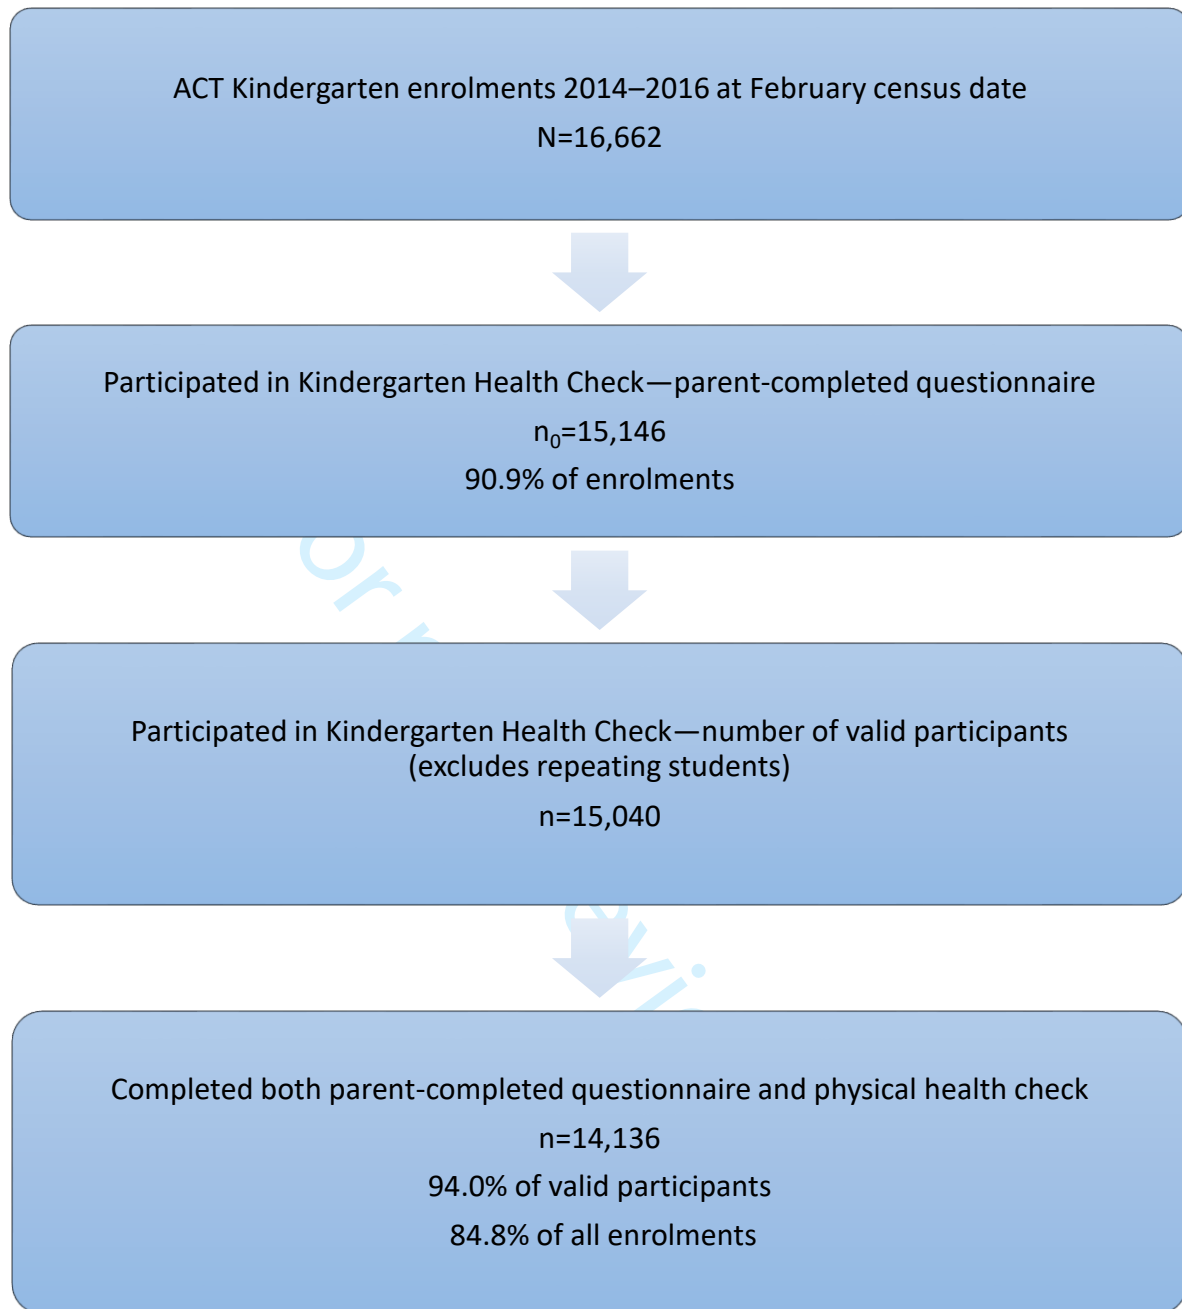 ACT Kindergarten enrolments 2014–2016 at February census date
N=16,662
Participated in Kindergarten Health Check—parent-completed questionnaire
n₀=15,146
90.9% of enrolments
Participated in Kindergarten Health Check—number of valid participants
(excludes repeating students)
n=15,040
Completed both parent-completed questionnaire and physical health check
n=14,136
94.0% of valid participants
84.8% of all enrolments